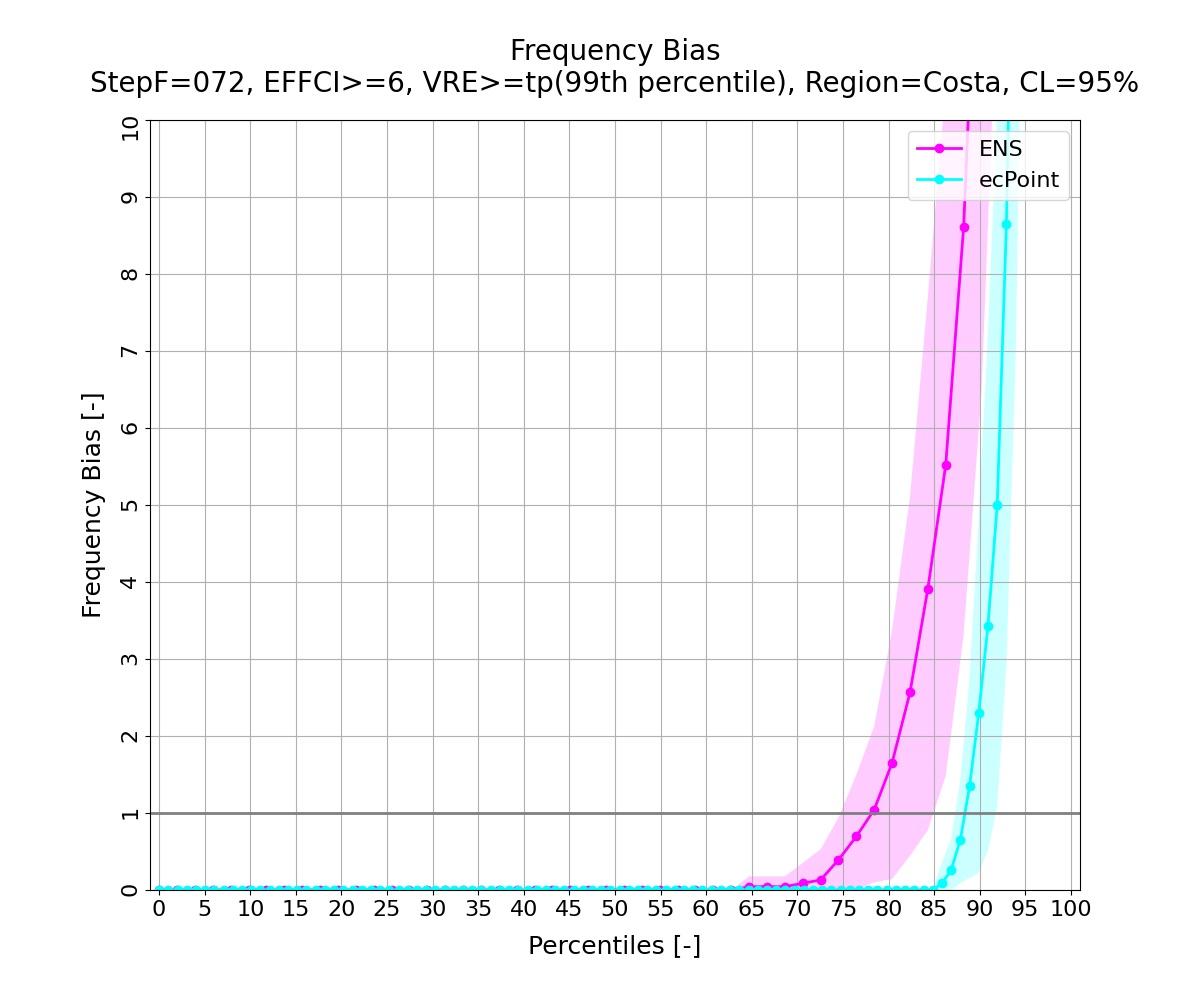 Frequency Bias
StepF=072, EFFCI>=6, VRE>=tp(99th percentile), Region=Costa, CL=95%
ENS
ecPoint
Frequency Bias [-]
10
9
8
7
6
5
4
3
2
1
0
0 5 10 15 20 25 30 35 40 45 50 55 60 65 70 75 80 85 90 95 100
Percentiles [-]